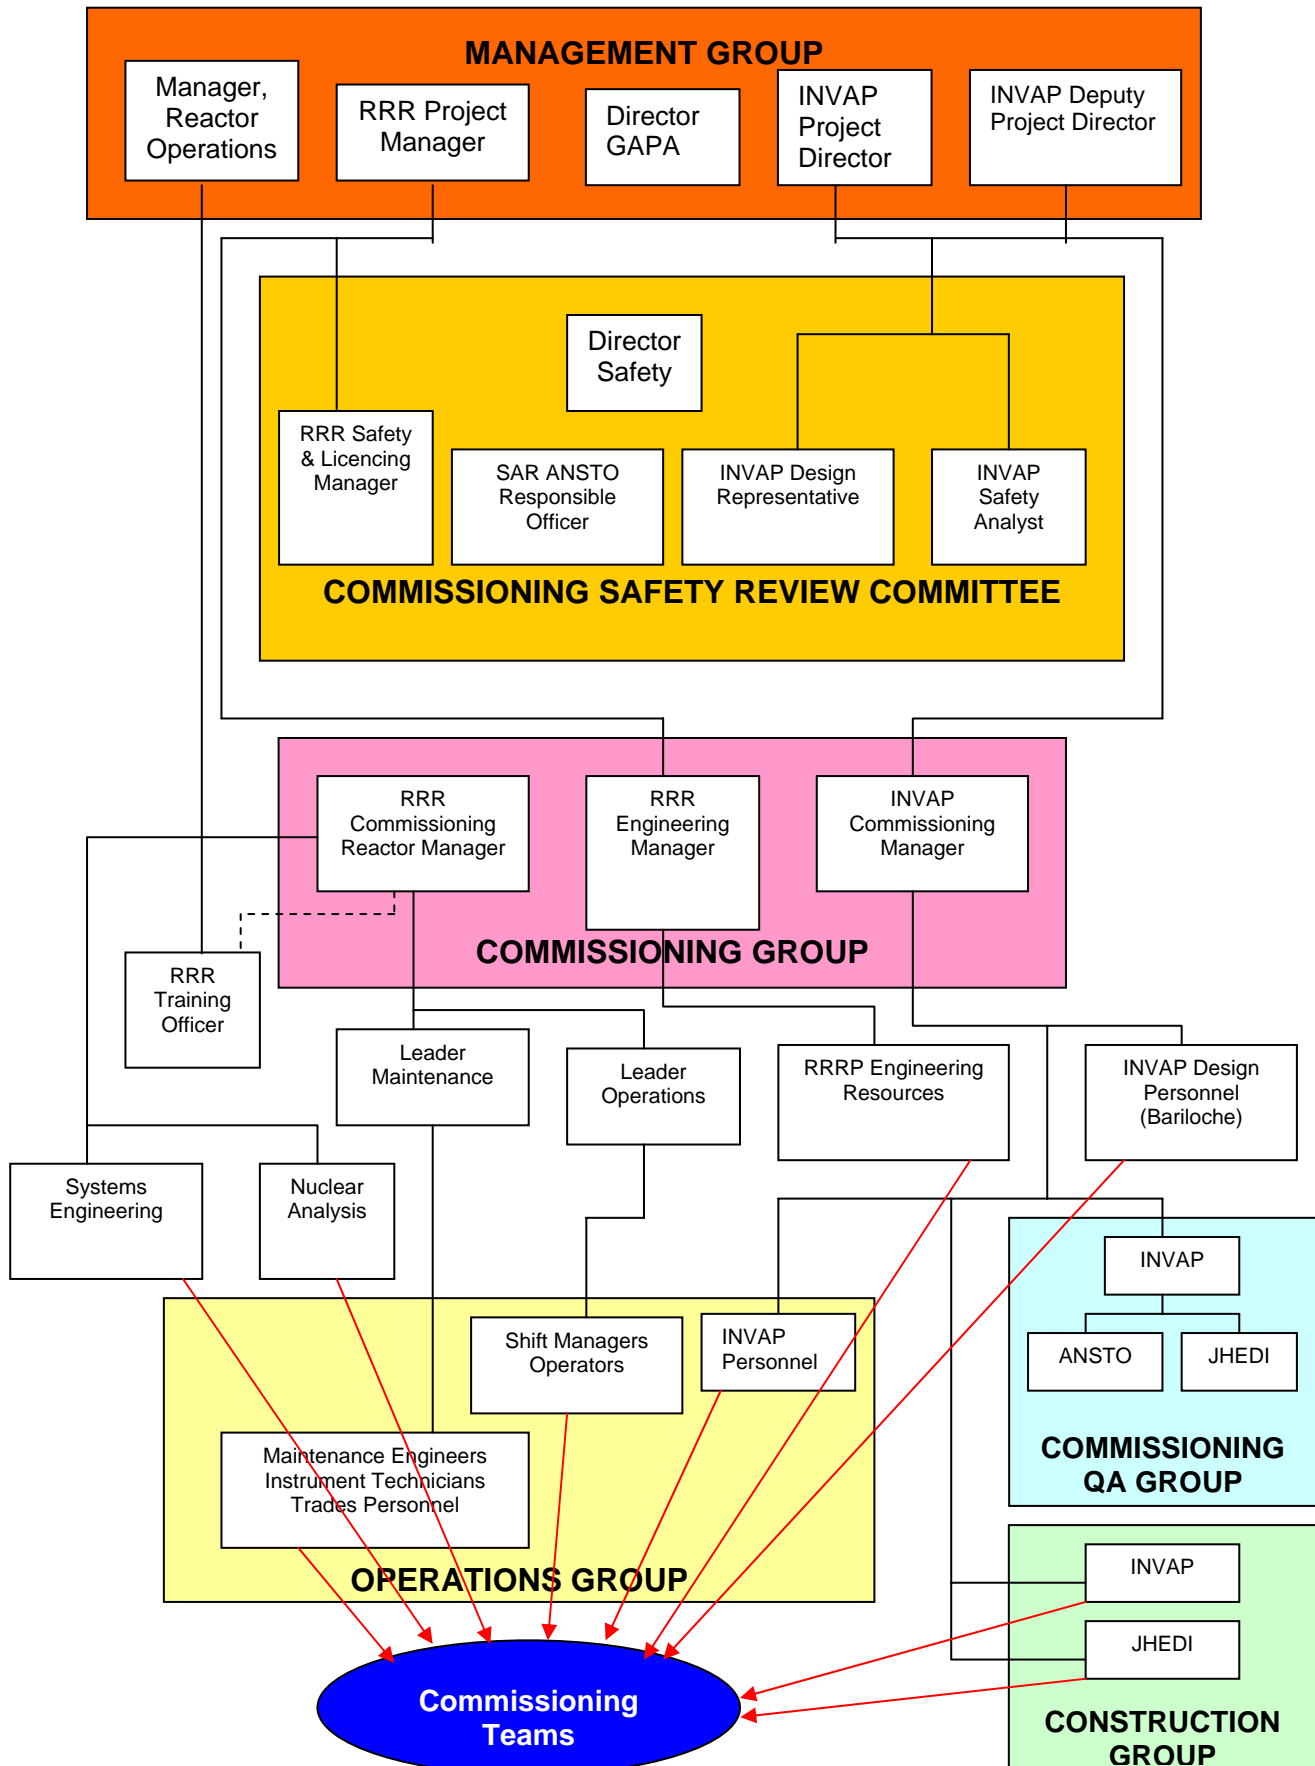 MANAGEMENT GROUP
Manager,
Reactor
Operations
RRR Project
Manager
Director
GAPA
INVAP
Project
Director
INVAP Deputy
Project Director
Director
Safety
RRR Safety
& Licencing
Manager
SAR ANSTO
Responsible
Officer
INVAP Design
Representative
INVAP
Safety
Analyst
COMMISSIONING SAFETY REVIEW COMMITTEE
RRR
Commissioning
Reactor Manager
RRR
Engineering
Manager
INVAP
Commissioning
Manager
COMMISSIONING GROUP
RRR
Training
Officer
Leader
Maintenance
Leader
Operations
RRRP Engineering
Resources
INVAP Design
Personnel
(Bariloche)
Systems
Engineering
Nuclear
Analysis
Shift Managers
Operators
INVAP
Personnel
INVAP
ANSTO
JHEDI
COMMISSIONING
QA GROUP
Maintenance Engineers
Instrument Technicians
Trades Personnel
OPERATIONS GROUP
INVAP
JHEDI
CONSTRUCTION
GROUP
Commissioning
Teams